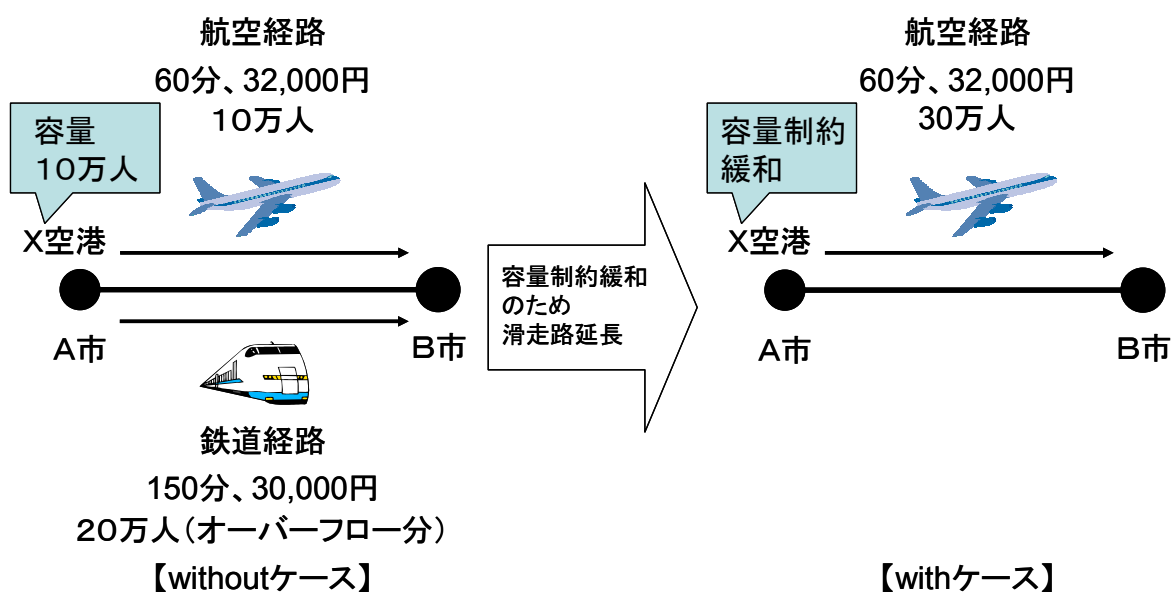 航空経路
60分、32,000円
10万人
容量
10万人
X空港
A市
B市
鉄道経路
150分、30,000円
20万人（オーバーフロー分）
【withoutケース】
容量制約緩和
のため
滑走路延長
航空経路
60分、32,000円
30万人
容量制約
緩和
X空港
A市
B市
【withケース】